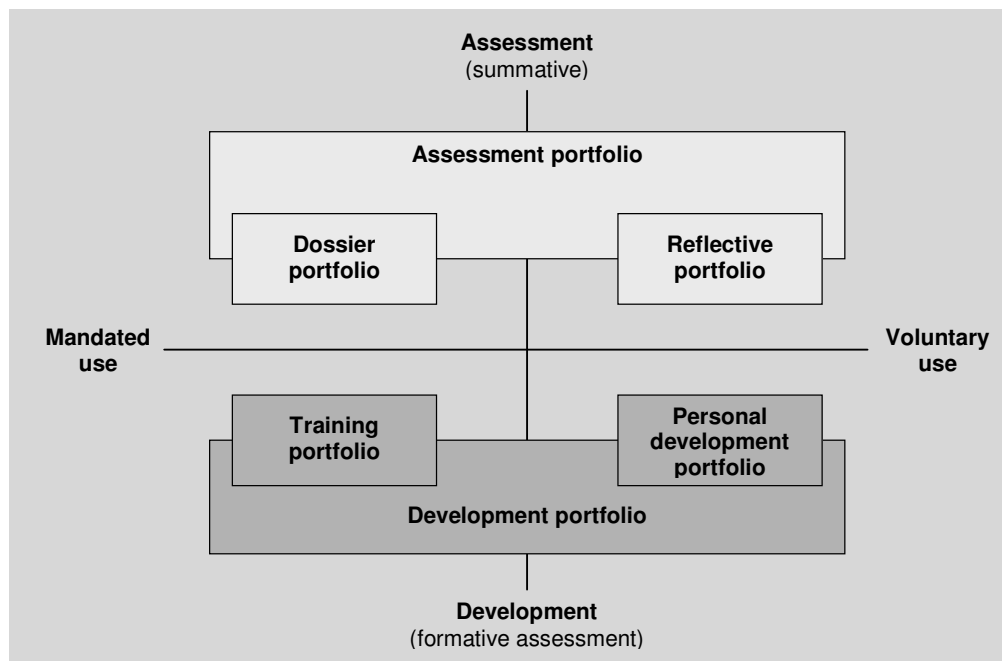 Assessment
(summative)
Assessment portfolio
Dossier
portfolio
Reflective
portfolio
Mandated
use
Voluntary
use
Training
portfolio
Personal
development
portfolio
Development portfolio
Development
(formative assessment)